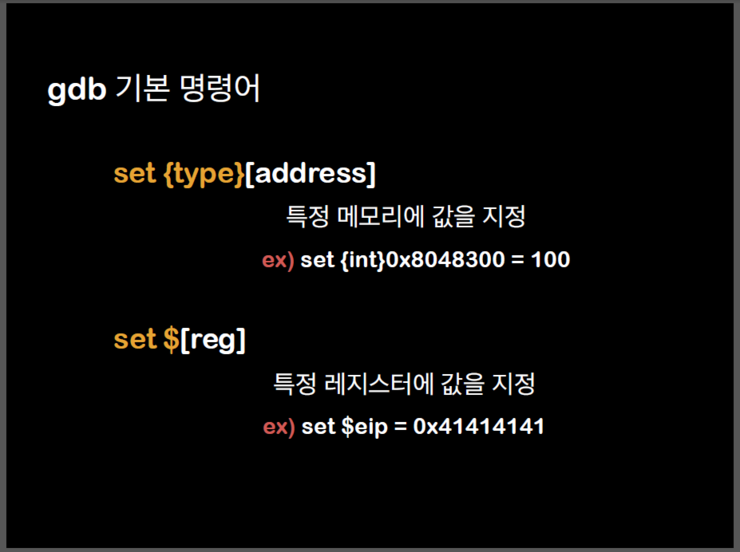 gdb 기본 명령어
set {type}[address]
특정 메모리에 값을 지정
ex) set {int}0x8048300 = 100
set $[reg]
특정 레지스터에 값을 지정
ex) set $eip = 0x41414141